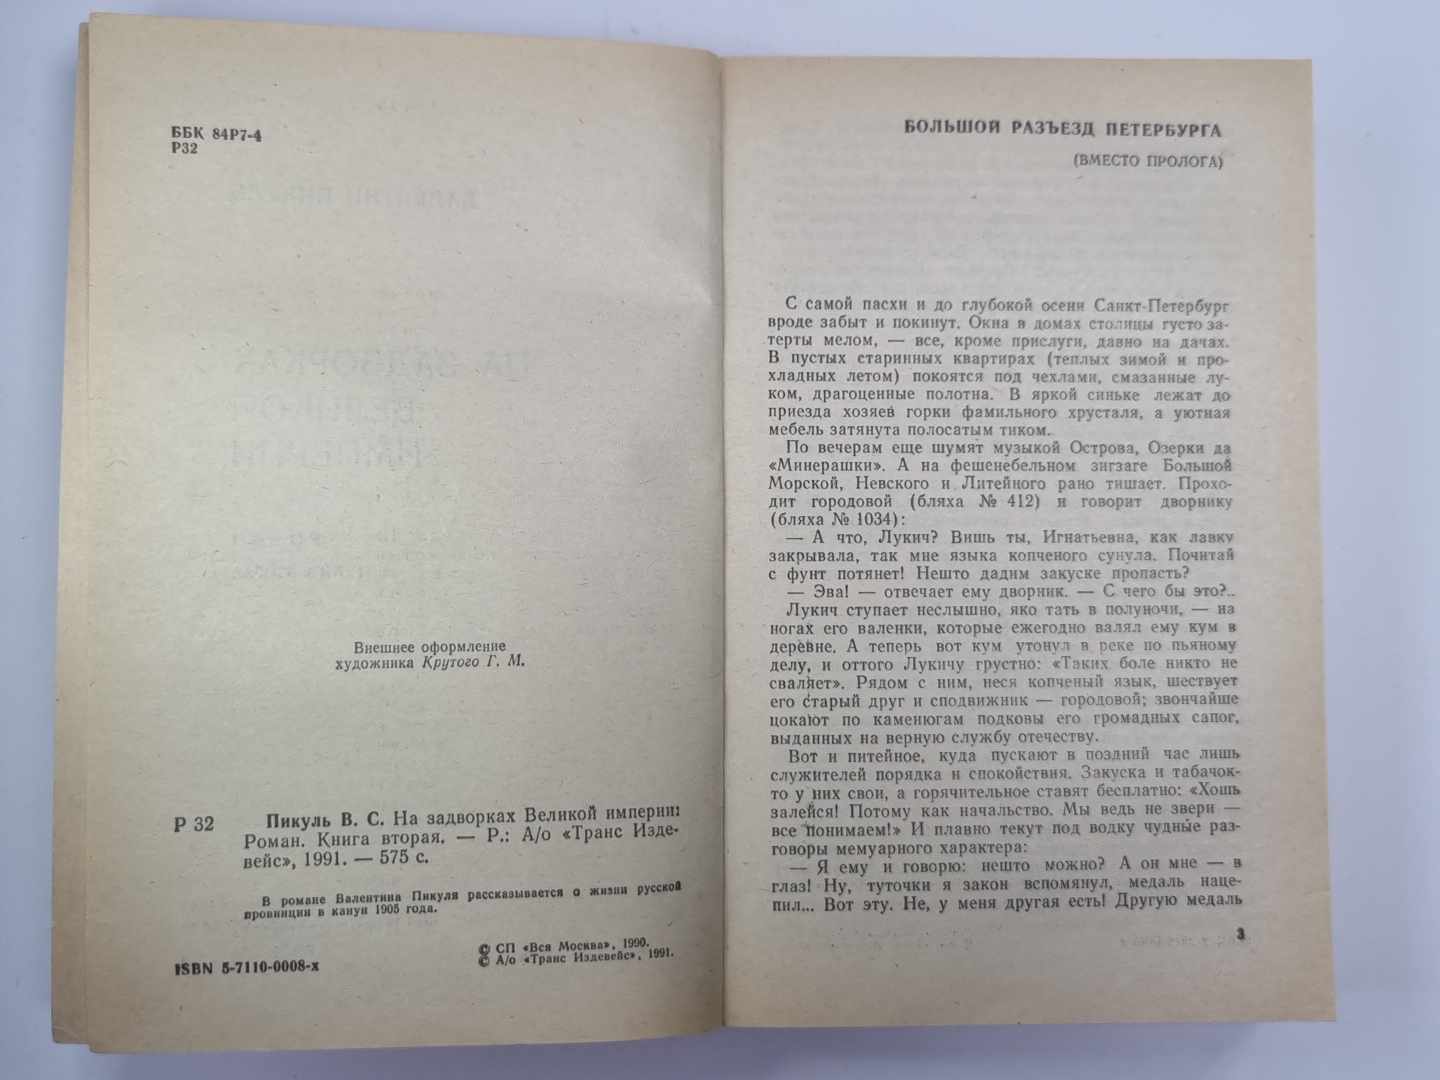 ББК 84Р7-4
Р32
Внешнее оформление
художника Крутого Г. М.
Р 32
Пикуль В. С. На задворках Великой империи:
Роман. Книга вторая. — Р.: А/о «Транс Изде-
вейс», 1991. — 575 с.
В романе Валентина Пикуля рассказывается о жизни русской
провинции в канун 1905 года.
© СП «Вся Москва», 1990.
© А/о «Транс Издевейс», 1991.
ISBN 5-7110-0008-х
БОЛЬШОЙ РАЗЪЕЗД ПЕТЕРБУРГА
(ВМЕСТО ПРОЛОГА)
С самой пасхи и до глубокой осени Санкт-Петербург
вроде забыт и покинут. Окна в домах столицы густо за-
терты мелом, — все, кроме прислуги, давно на дачах.
В пустых старинных квартирах (теплых зимой и про-
хладных летом) покоятся под чехлами, смазанные лу-
ком, драгоценные полотна. В яркой синьке лежат до
приезда хозяев горки фамильного хрусталя, а уютная
мебель затянута полосатым тиком.
По вечерам еще шумят музыкой Острова, Озерки да
«Минерашки». А на фешенебельном зигзаге Большой
Морской, Невского и Литейного рано тишает. Прохо-
дит городовой (бляха № 412) и говорит дворнику
(бляха № 1034):
— А что, Лукич? Вишь ты, Игнатьевна, как лавку
закрывала, так мне языка копченого сунула. Почитай
с фунт потянет! Нешто дадим закуске пропасть?
— Эва! — отвечает ему дворник. — С чего бы это?..
Лукич ступает неслышно, яко тать в полуночи, — на
ногах его валенки, которые ежегодно валял ему кум в
деревне. А теперь вот кум утонул в реке по пьяному
делу, и оттого Лукичу грустно: «Таких боле никто не
сваляет». Рядом с ним, неся копченый язык, шествует
его старый друг и сподвижник — городовой; звончайше
цокают по каменюгам подковы его громадных сапог,
выданных на верную службу отечеству.
Вот и питейное, куда пускают в поздний час лишь
служителей порядка и спокойствия. Закуска и табачок-
то у них свои, а горячительное ставят бесплатно: «Хошь
залейся! Потому как начальство. Мы ведь не звери —
все понимаем!» И плавно текут под водку чудные раз-
говоры мемуарного характера:
— Я ему и говорю: нешто можно? А он мне — в
глаз! Ну, туточки я закон вспомянул, медаль наце-
пил... Вот эту. Не, у меня другая есть! Другую медаль
3